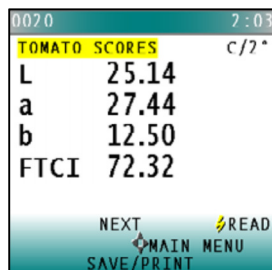 0020 2:03
TOMATO SCORES C/2°
L 25.14
a 27.44
b 12.50
FTCI 72.32
NEXT READ
MAIN MENU
SAVE/PRINT